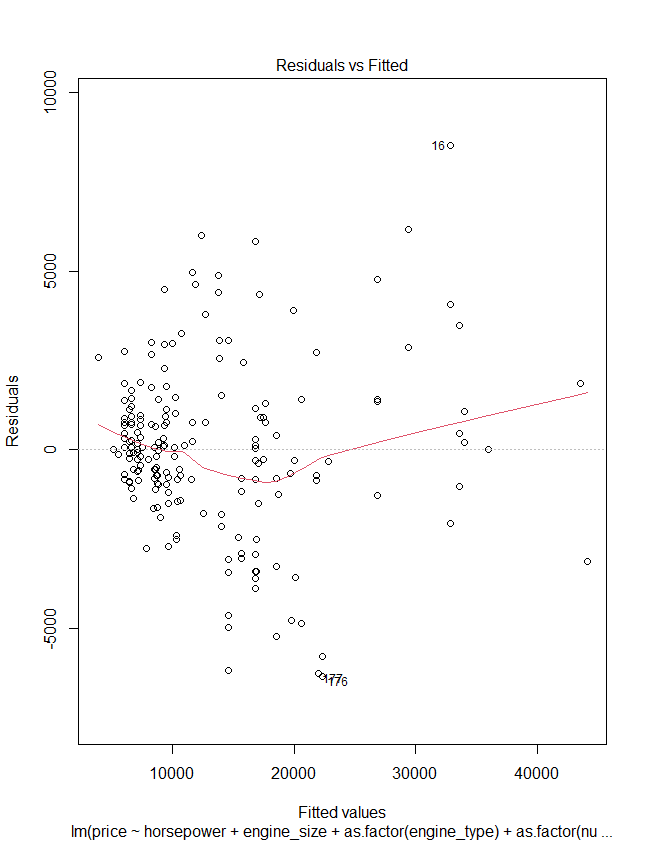 Residuals vs Fitted
10000
5000
0
-5000
Residuals
16
177
176
10000 20000 30000 40000
Fitted values
lm(price ~ horsepower + engine_size + as.factor(engine_type) + as.factor(nu ...